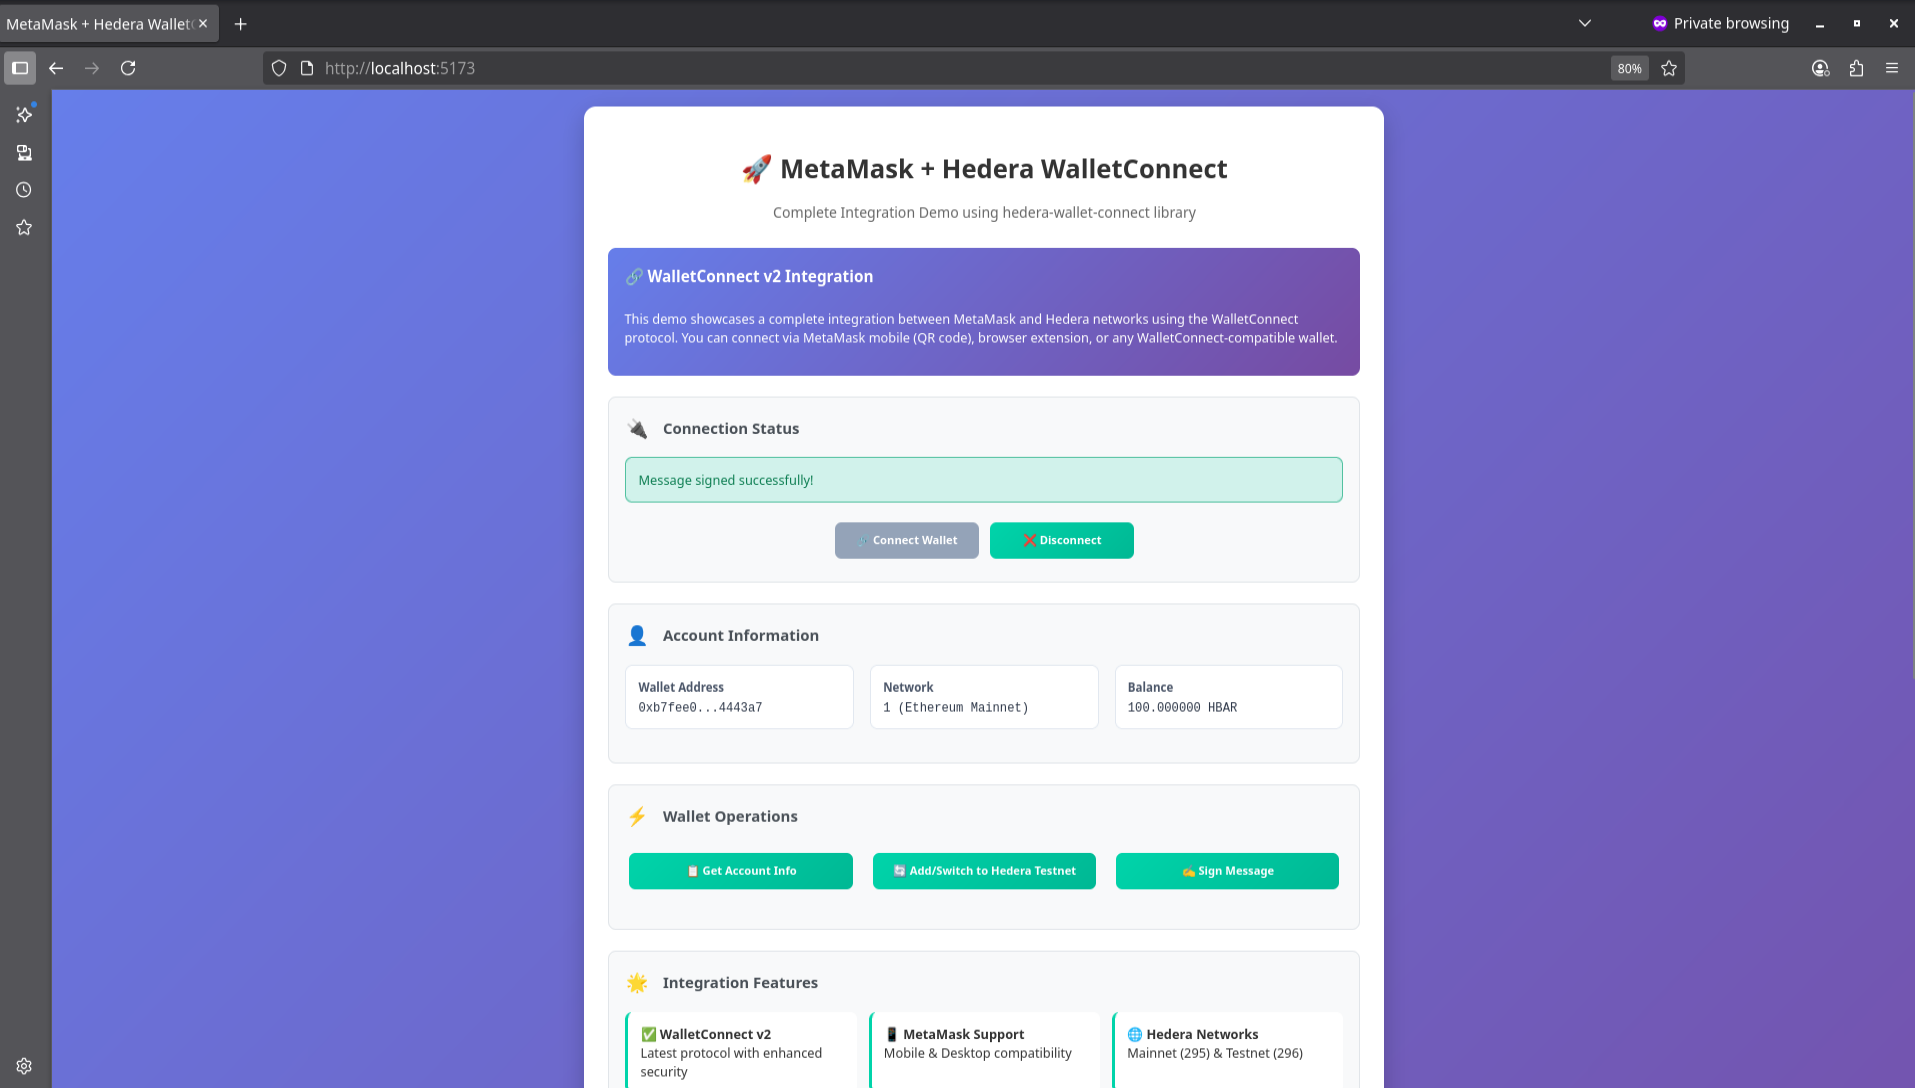 MetaMask + Hedera Wallet
Private browsing
http://localhost:5173
80%
🚀 MetaMask + Hedera WalletConnect
Complete Integration Demo using hedera-wallet-connect library
🔗 WalletConnect v2 Integration
This demo showcases a complete integration between MetaMask and Hedera networks using the WalletConnect
protocol. You can connect via MetaMask mobile (QR code), browser extension, or any WalletConnect-compatible wallet.
🔌 Connection Status
Message signed successfully!
🔗 Connect Wallet
❌ Disconnect
👤 Account Information
Wallet Address
0xb7fee0...4443a7
Network
1 (Ethereum Mainnet)
Balance
100.000000 HBAR
⚡ Wallet Operations
📋 Get Account Info
🔄 Add/Switch to Hedera Testnet
✍️ Sign Message
🌟 Integration Features
✅ WalletConnect v2
Latest protocol with enhanced
security
📱 MetaMask Support
Mobile & Desktop compatibility
🌐 Hedera Networks
Mainnet (295) & Testnet (296)